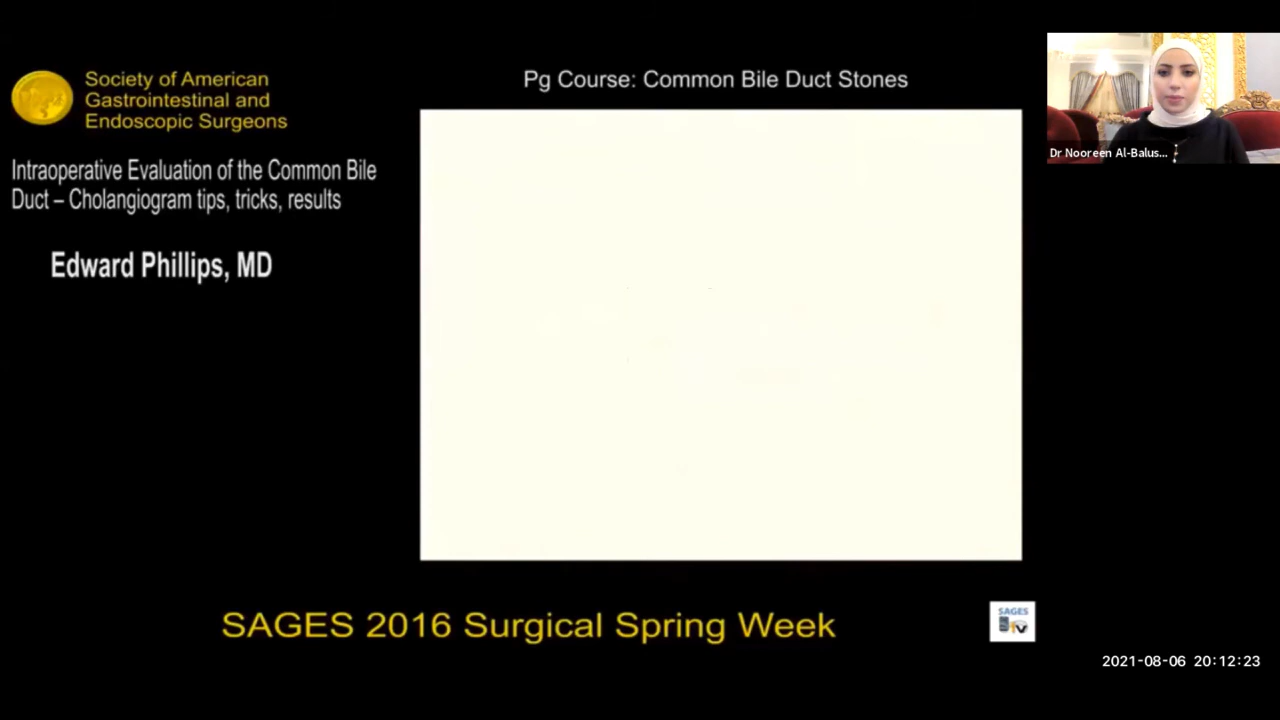 Society of American
Gastrointestinal and
Endoscopic Surgeons
Pg Course: Common Bile Duct Stones
Intraoperative Evaluation of the Common Bile
Duct – Cholangiogram tips, tricks, results
Edward Phillips, MD
Dr Nooreen Al-Balus...
SAGES 2016 Surgical Spring Week
SAGES
TV
2021-08-06 20:12:23